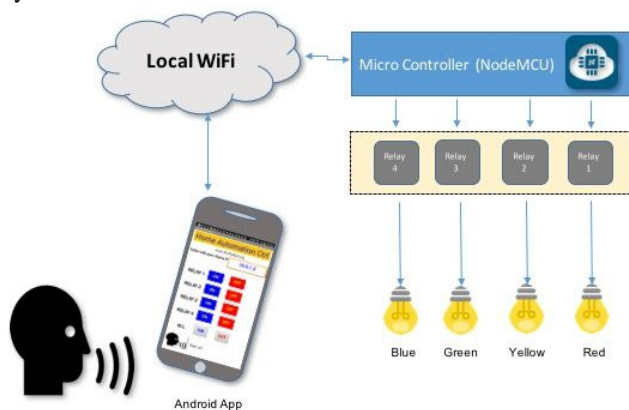 Local WiFi
Micro Controller (NodeMCU)
Relay
4
Relay
3
Relay
2
Relay
1
Home Automation Ctrl
RELAY 1
RELAY 2
RELAY 3
RELAY 4
ALL
Blue
Green
Yellow
Red
Android App